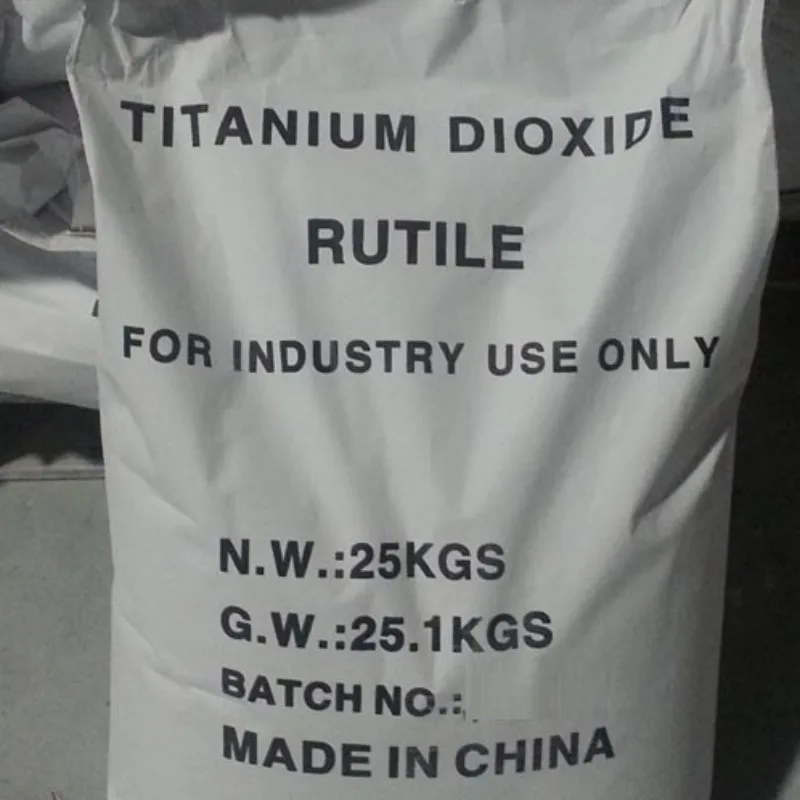 TITANIUM DIOXIDE
RUTILE
FOR INDUSTRY USE ONLY
N.W.:25KGS
G.W.:25.1KGS
BATCH NO.:
MADE IN CHINA